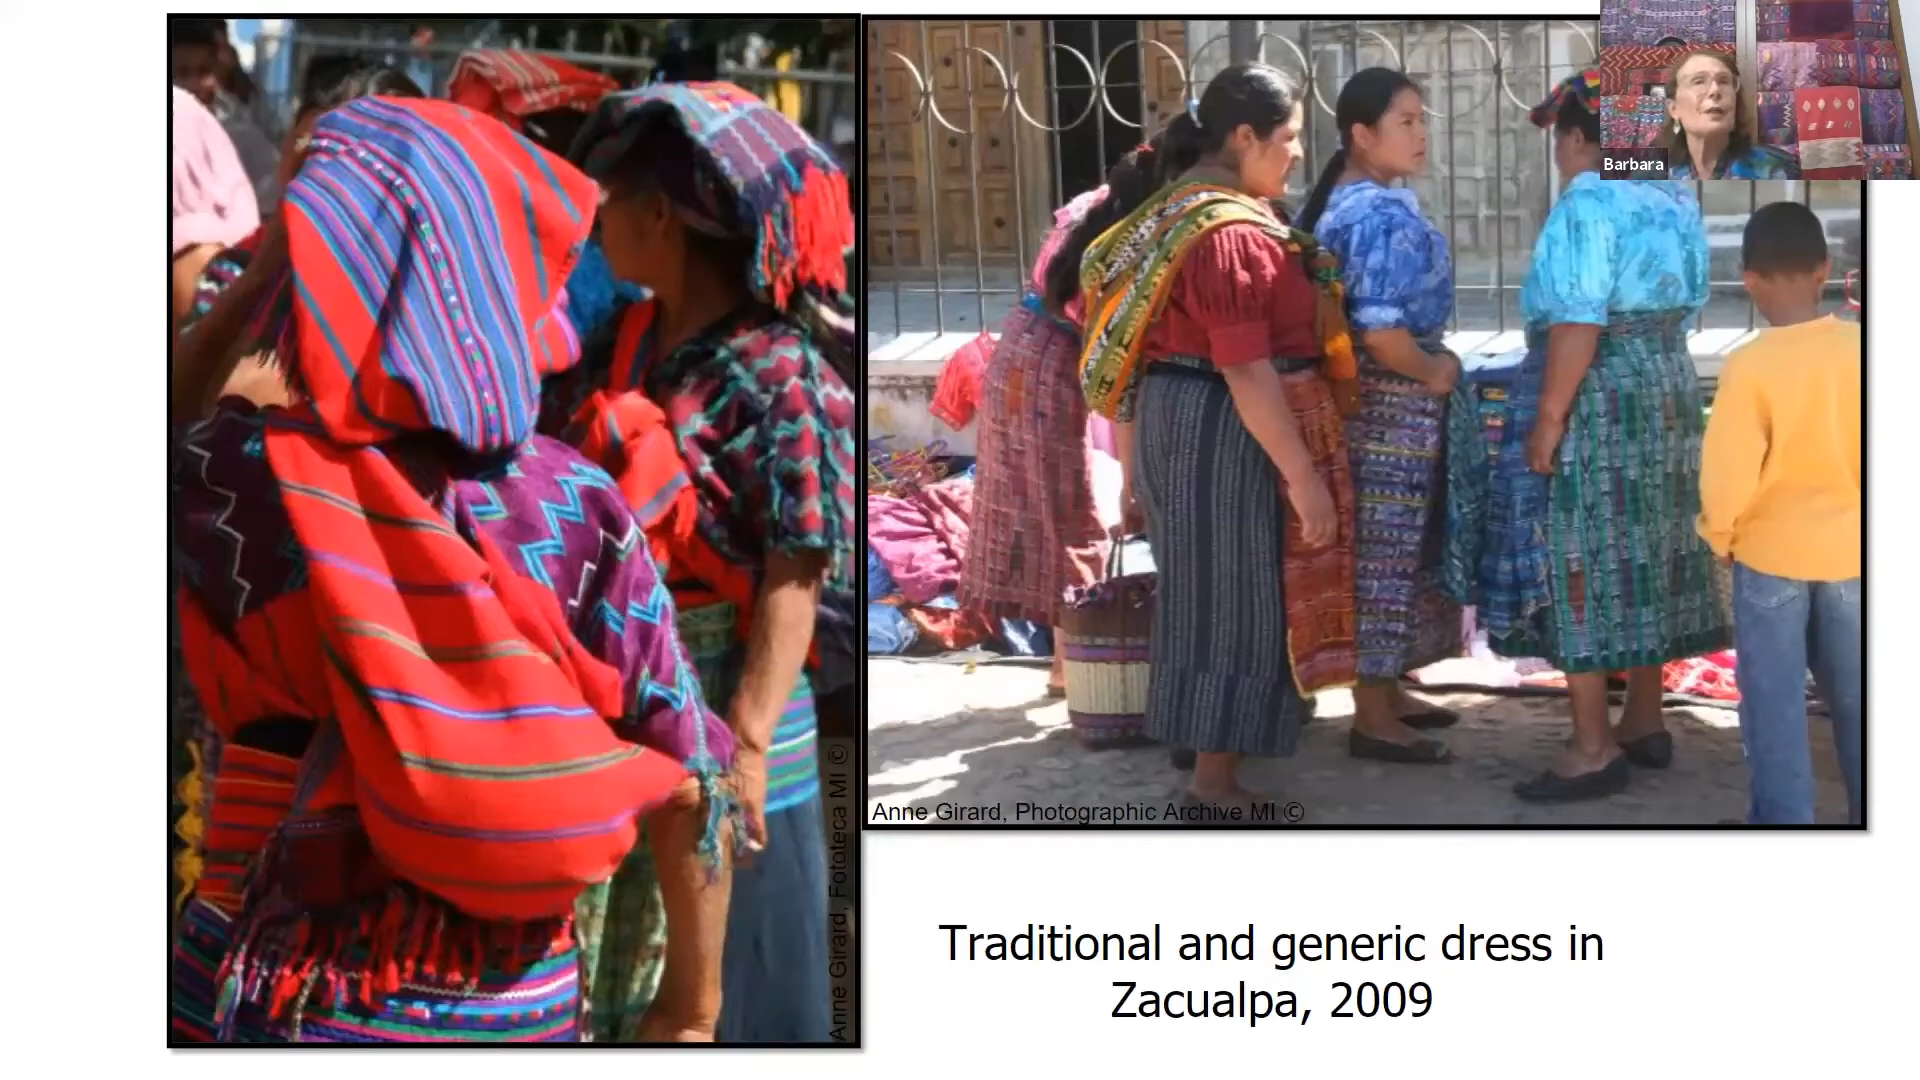 Barbara
Anne Girard, Fototeca MI ©
Anne Girard, Photographic Archive MI ©
Traditional and generic dress in
Zacualpa, 2009